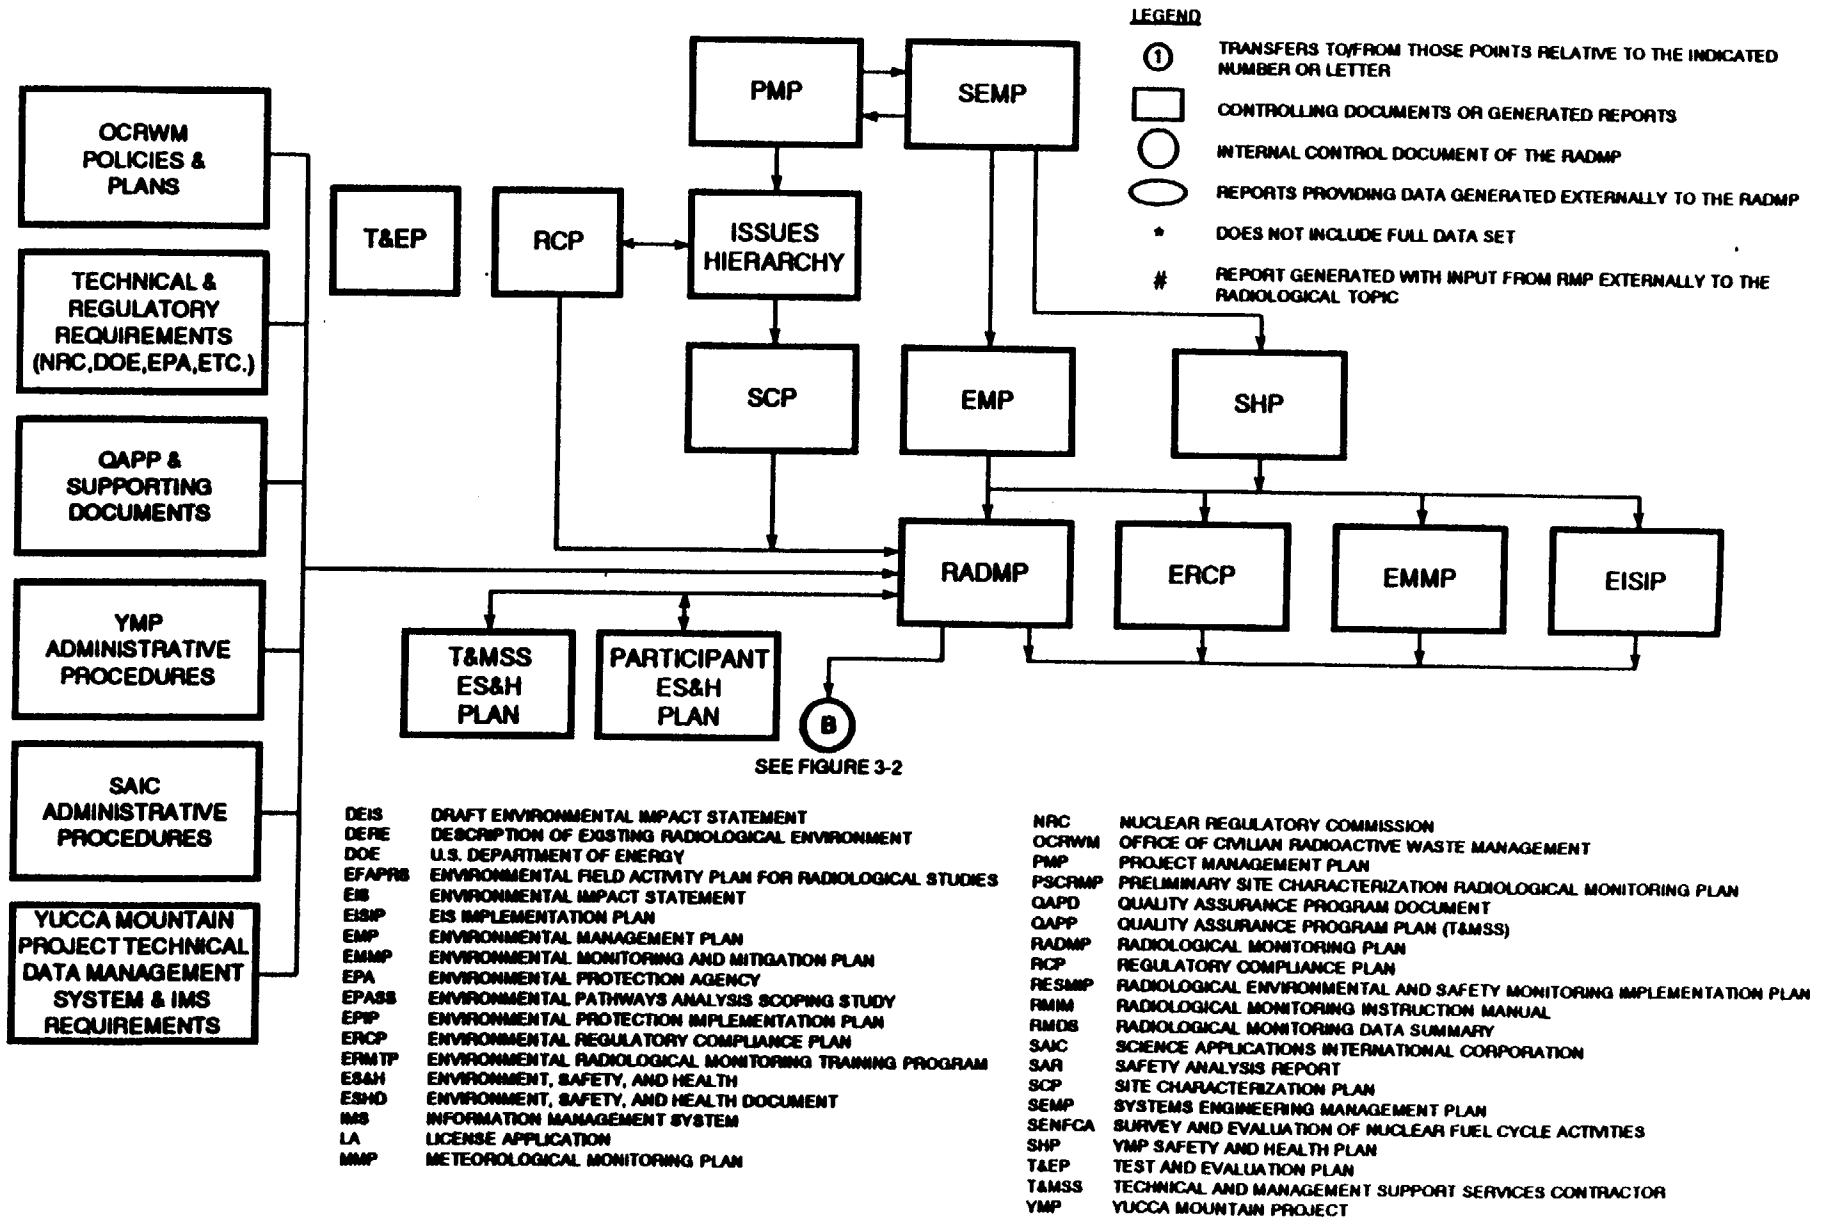 LEGEND
1
TRANSFERS TO/FROM THOSE POINTS RELATIVE TO THE INDICATED
NUMBER OR LETTER
CONTROLLING DOCUMENTS OR GENERATED REPORTS
INTERNAL CONTROL DOCUMENT OF THE RADMP
REPORTS PROVIDING DATA GENERATED EXTERNALLY TO THE RADMP
* DOES NOT INCLUDE FULL DATA SET
# REPORT GENERATED WITH INPUT FROM RMP EXTERNALLY TO THE
RADIOLOGICAL TOPIC
OCRWM
POLICIES &
PLANS
TECHNICAL &
REGULATORY
REQUIREMENTS
(NRC,DOE,EPA,ETC.)
QAPP &
SUPPORTING
DOCUMENTS
YMP
ADMINISTRATIVE
PROCEDURES
SAIC
ADMINISTRATIVE
PROCEDURES
YUCCA MOUNTAIN
PROJECT TECHNICAL
DATA MANAGEMENT
SYSTEM & IMS
REQUIREMENTS
PMP
SEMP
T&EP
RCP
ISSUES
HIERARCHY
SCP
EMP
SHP
RADMP
ERCP
EMMP
EISIP
T&MSS
ES&H
PLAN
PARTICIPANT
ES&H
PLAN
B
SEE FIGURE 3-2
DEIS DRAFT ENVIRONMENTAL IMPACT STATEMENT
DERE DESCRIPTION OF EXISTING RADIOLOGICAL ENVIRONMENT
DOE U.S. DEPARTMENT OF ENERGY
EFAPRS ENVIRONMENTAL FIELD ACTIVITY PLAN FOR RADIOLOGICAL STUDIES
EIS ENVIRONMENTAL IMPACT STATEMENT
EISIP EIS IMPLEMENTATION PLAN
EMP ENVIRONMENTAL MANAGEMENT PLAN
EMMP ENVIRONMENTAL MONITORING AND MITIGATION PLAN
EPA ENVIRONMENTAL PROTECTION AGENCY
EPASS ENVIRONMENTAL PATHWAYS ANALYSIS SCOPING STUDY
EPIP ENVIRONMENTAL PROTECTION IMPLEMENTATION PLAN
ERCP ENVIRONMENTAL REGULATORY COMPLIANCE PLAN
ERMTP ENVIRONMENTAL RADIOLOGICAL MONITORING TRAINING PROGRAM
ES&H ENVIRONMENT, SAFETY, AND HEALTH
ESHD ENVIRONMENT, SAFETY, AND HEALTH DOCUMENT
IMS INFORMATION MANAGEMENT SYSTEM
LA LICENSE APPLICATION
MMP METEOROLOGICAL MONITORING PLAN
NRC NUCLEAR REGULATORY COMMISSION
OCRWM OFFICE OF CIVILIAN RADIOACTIVE WASTE MANAGEMENT
PMP PROJECT MANAGEMENT PLAN
PSCRMP PRELIMINARY SITE CHARACTERIZATION RADIOLOGICAL MONITORING PLAN
QAPD QUALITY ASSURANCE PROGRAM DOCUMENT
QAPP QUALITY ASSURANCE PROGRAM PLAN (T&MSS)
RADMP RADIOLOGICAL MONITORING PLAN
RCP REGULATORY COMPLIANCE PLAN
RESMIP RADIOLOGICAL ENVIRONMENTAL AND SAFETY MONITORING IMPLEMENTATION PLAN
RMIM RADIOLOGICAL MONITORING INSTRUCTION MANUAL
RMDS RADIOLOGICAL MONITORING DATA SUMMARY
SAIC SCIENCE APPLICATIONS INTERNATIONAL CORPORATION
SAR SAFETY ANALYSIS REPORT
SCP SITE CHARACTERIZATION PLAN
SEMP SYSTEMS ENGINEERING MANAGEMENT PLAN
SENFCA SURVEY AND EVALUATION OF NUCLEAR FUEL CYCLE ACTIVITIES
SHP YMP SAFETY AND HEALTH PLAN
T&EP TEST AND EVALUATION PLAN
T&MSS TECHNICAL AND MANAGEMENT SUPPORT SERVICES CONTRACTOR
YMP YUCCA MOUNTAIN PROJECT